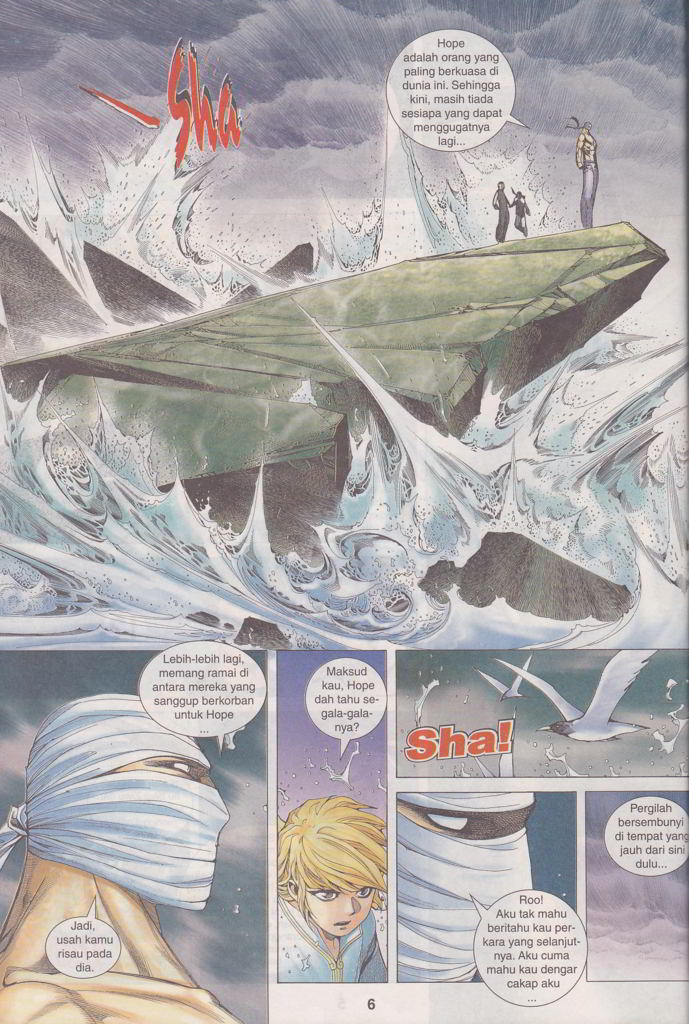 Sha
Hope
adalah orang yang
paling berkuasa di
dunia ini. Sehingga
kini, masih tiada
sesiapa yang dapat
menggugatnya
lagi...
Lebih-lebih lagi,
memang ramai di
antara mereka yang
sanggup berkorban
untuk Hope
...
Jadi,
usah kamu
risau pada
dia.
Maksud
kau, Hope
dah tahu se-
gala-gala-
nya?
Sha!
Roo!
Aku tak mahu
beritahu kau per-
kara yang selanjut-
nya. Aku cuma
mahu kau dengar
cakap aku
...
Pergilah
bersembunyi
di tempat yang
jauh dari sini
dulu...
6